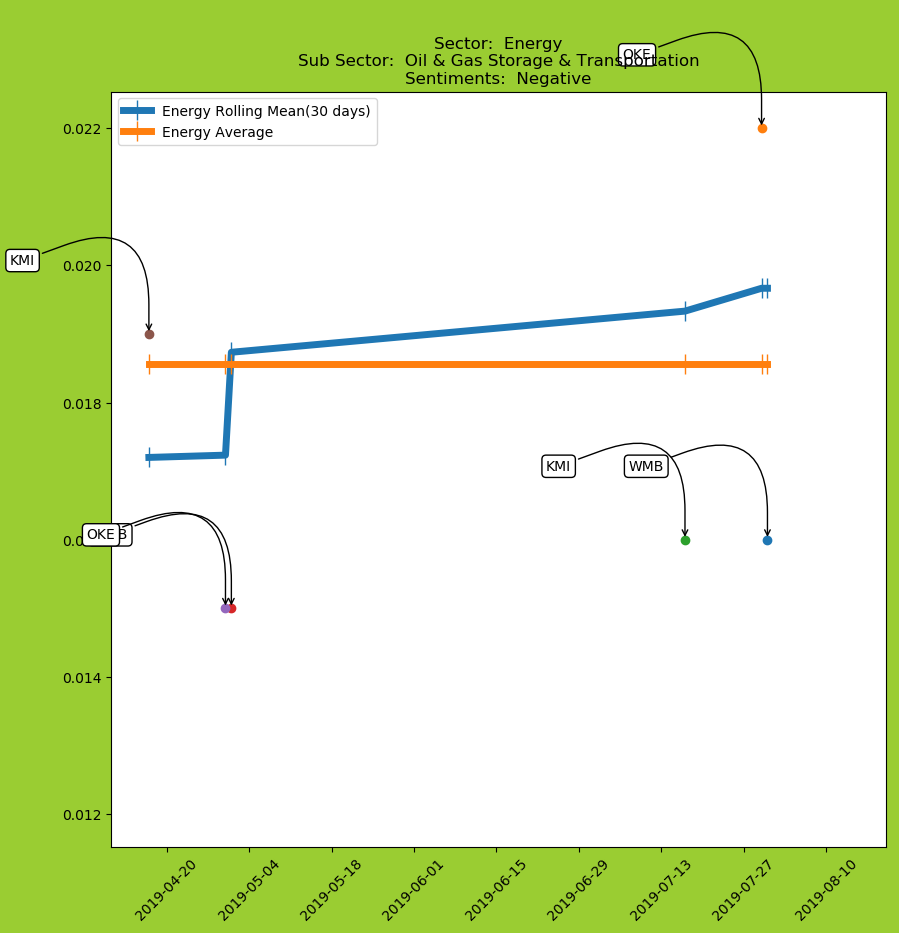 OKE
Sector:  Energy
Sub Sector:  Oil & Gas Storage & Transportation
Sentiments:  Negative
Energy Rolling Mean(30 days)
Energy Average
0.022
KMI
0.020
0.018
KMI
WMB
OKE B
0.0
0.014
0.012
2019-04-20
2019-05-04
2019-05-18
2019-06-01
2019-06-15
2019-06-29
2019-07-13
2019-07-27
2019-08-10